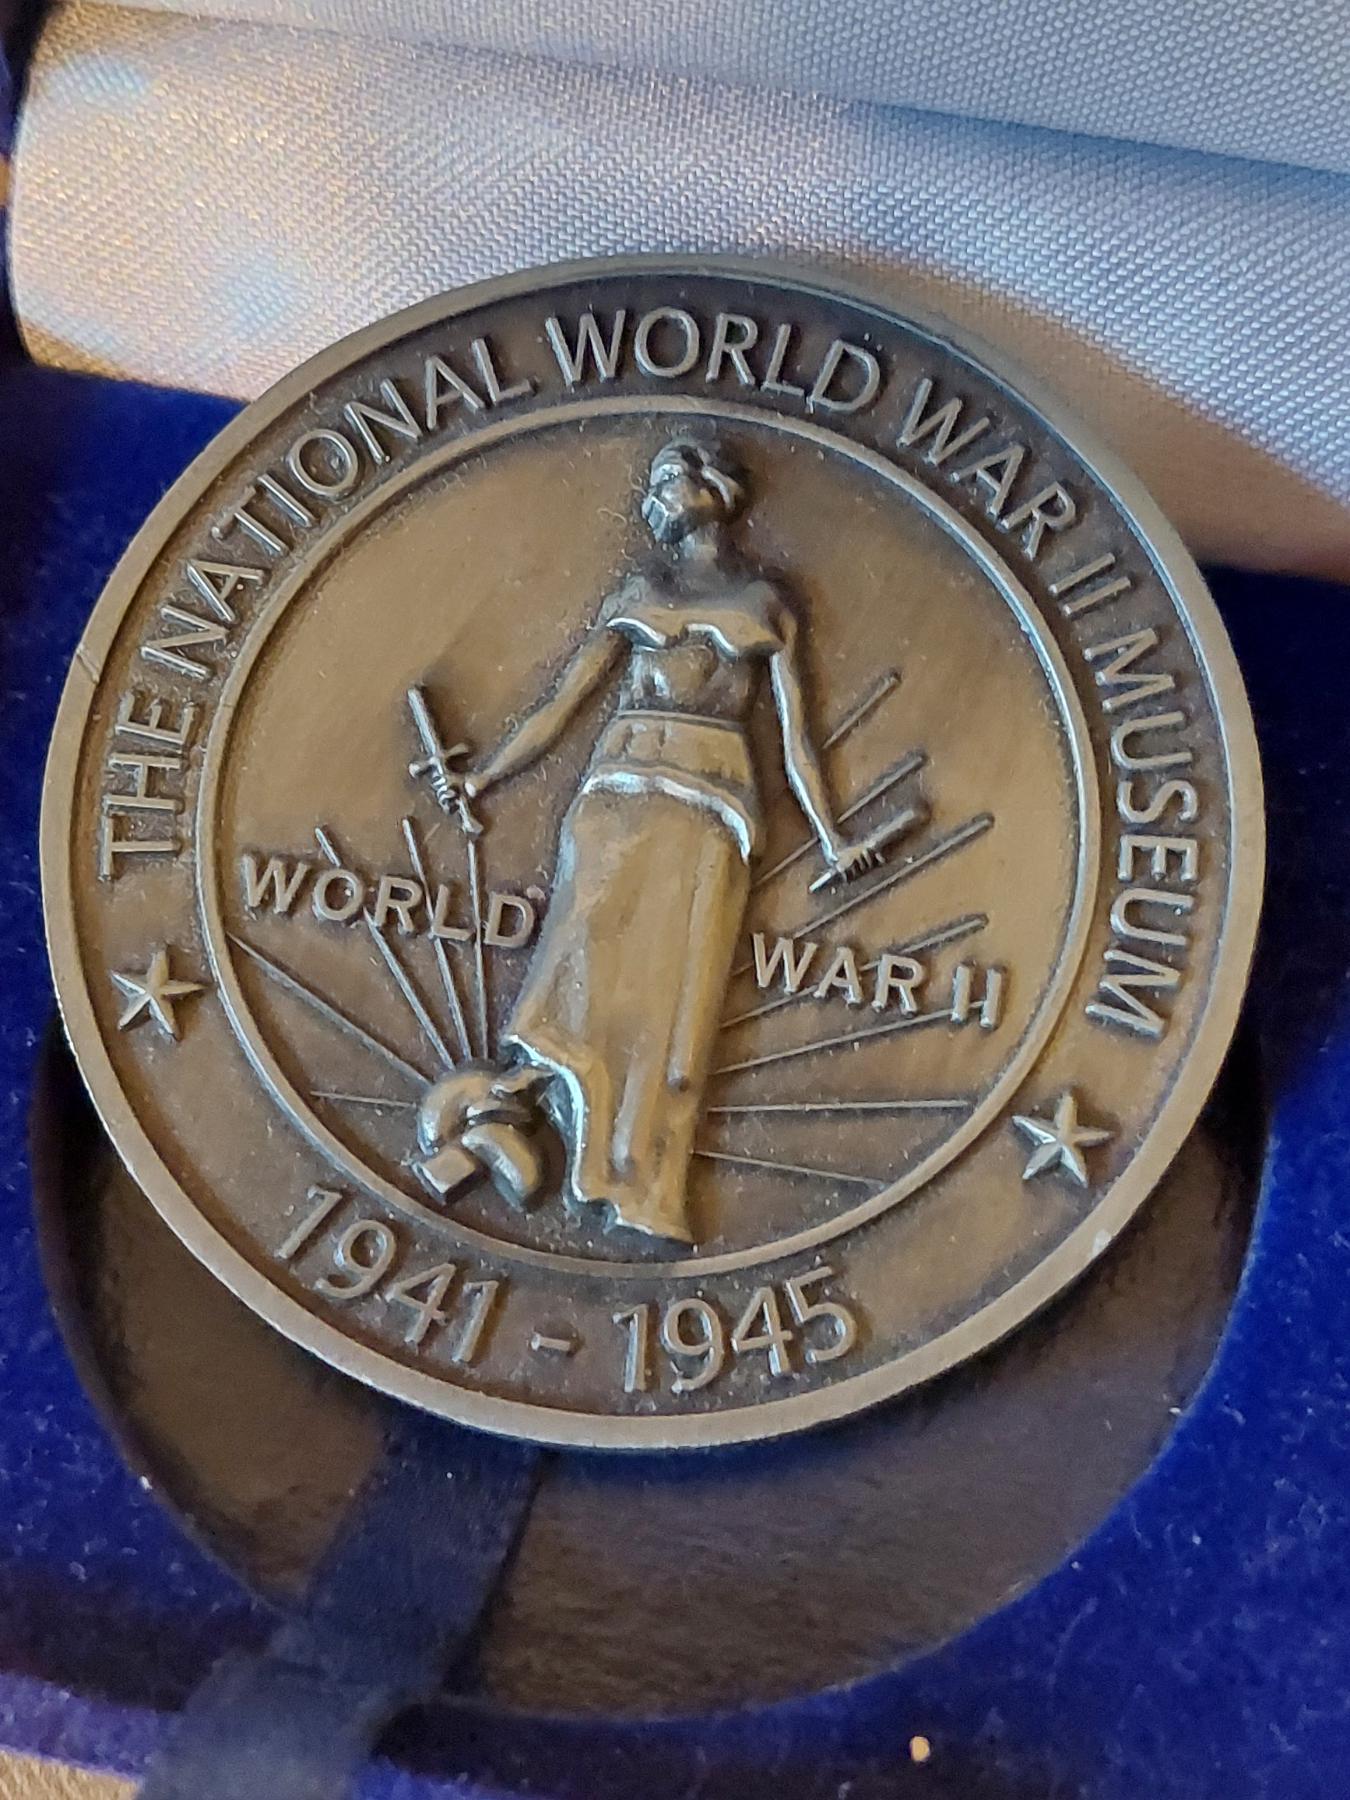 THE NATIONAL WORLD WAR II MUSEUM
WORLD WAR II
1941 - 1945